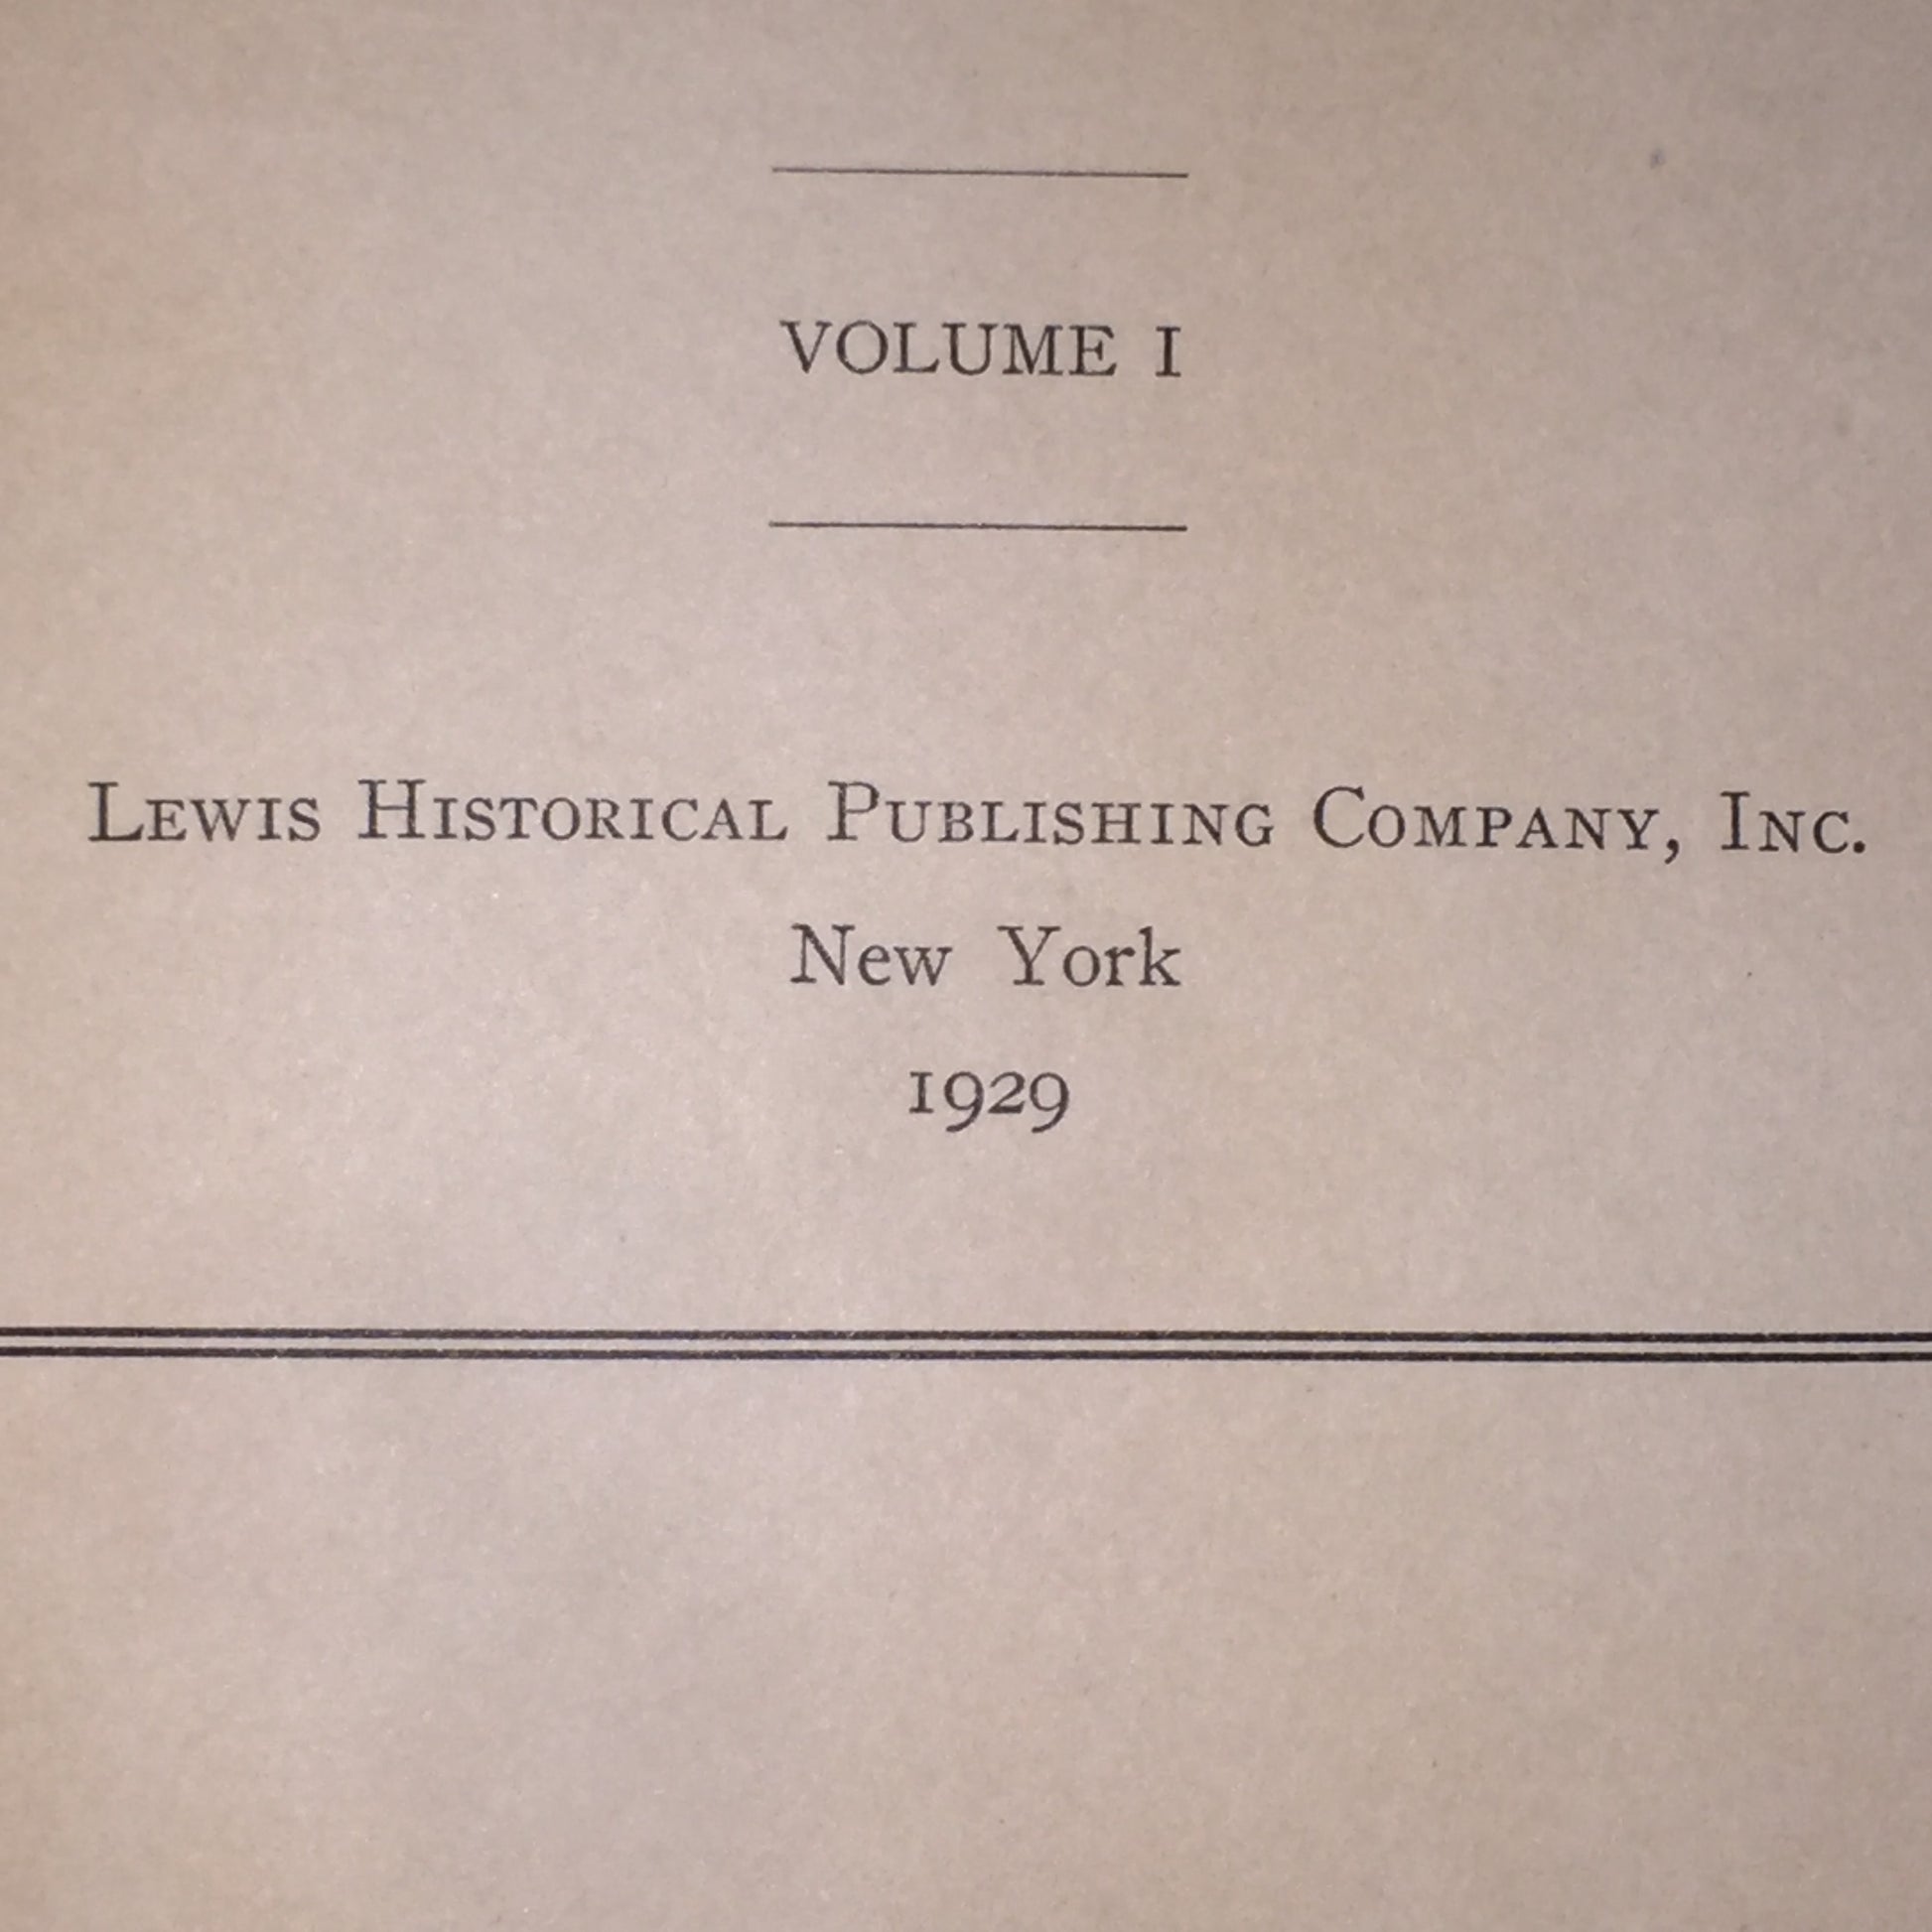 VOLUME I
Lewis Historical Publishing Company, Inc.
New York
1929